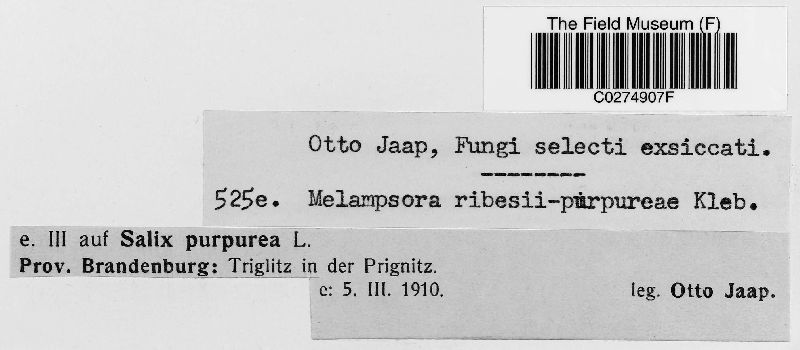 The Field Museum (F)
C0274907F
Otto Jaap, Fungi selecti exsiccati.
525e. Melampsora ribesii-purpureae Kleb.
e. III auf Salix purpurea L.
Prov. Brandenburg: Triglitz in der Prignitz.
e: 5. III. 1910. leg. Otto Jaap.